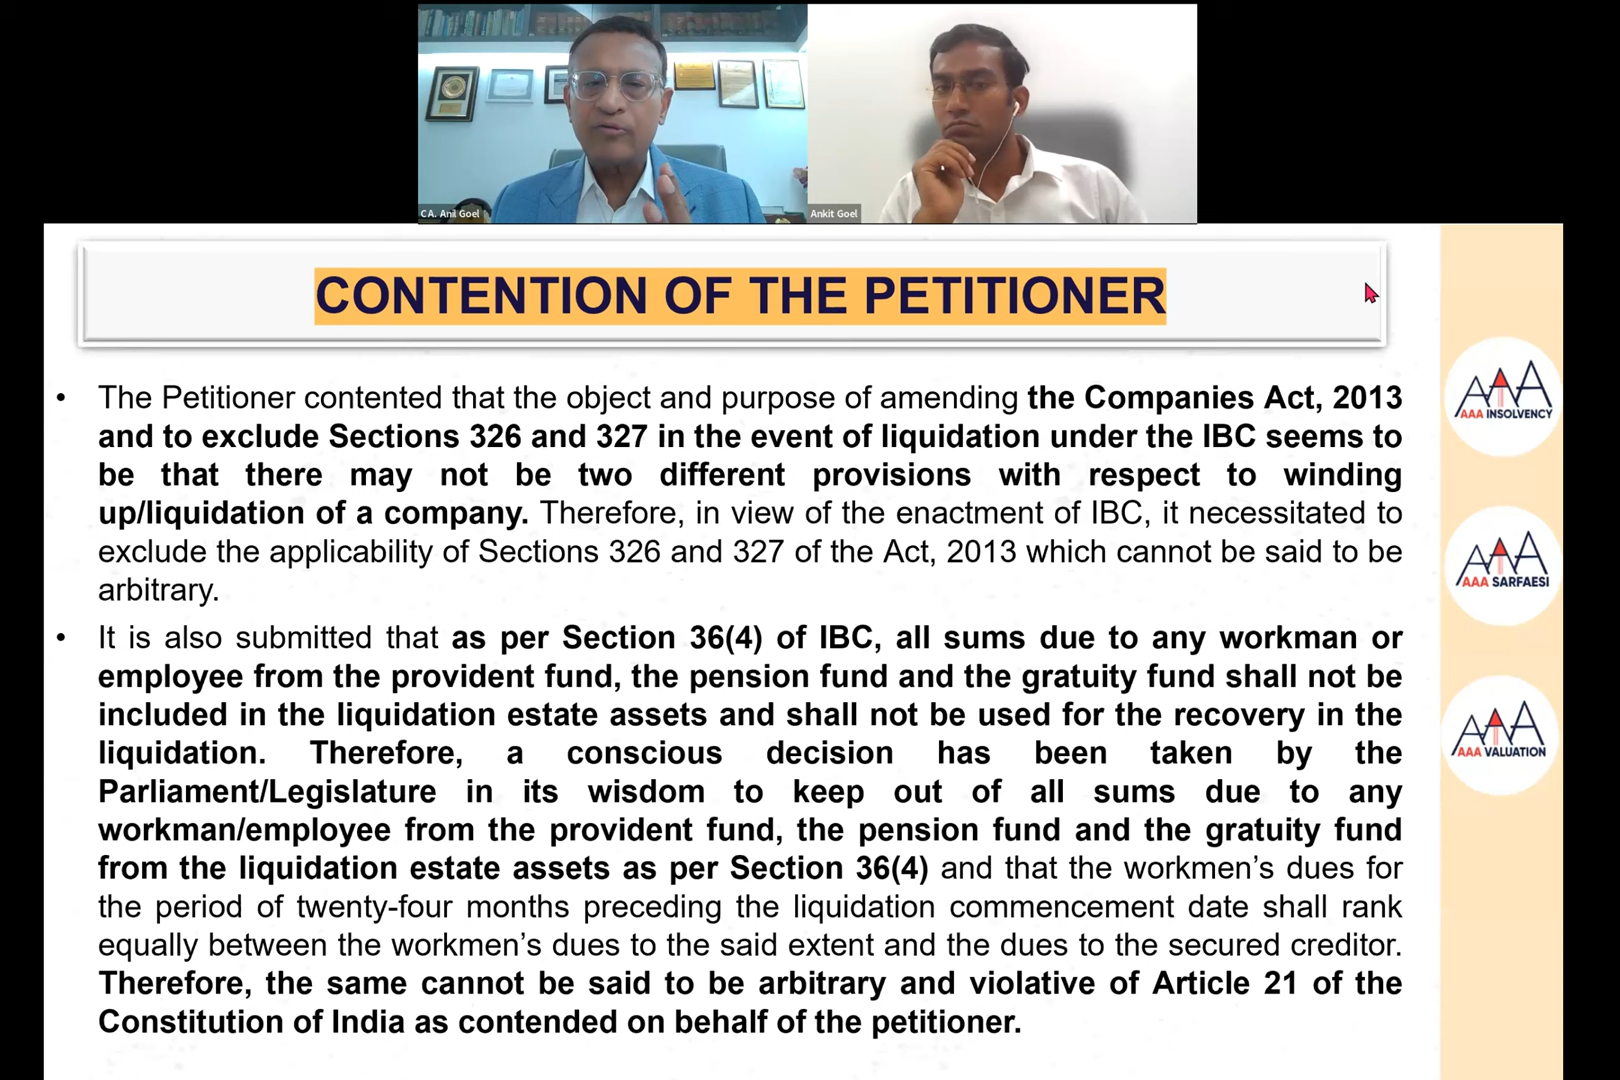 CA. Anil Goel
Ankit Goel
CONTENTION OF THE PETITIONER
• The Petitioner contented that the object and purpose of amending the Companies Act, 2013
and to exclude Sections 326 and 327 in the event of liquidation under the IBC seems to
be that there may not be two different provisions with respect to winding
up/liquidation of a company. Therefore, in view of the enactment of IBC, it necessitated to
exclude the applicability of Sections 326 and 327 of the Act, 2013 which cannot be said to be
arbitrary.
• It is also submitted that as per Section 36(4) of IBC, all sums due to any workman or
employee from the provident fund, the pension fund and the gratuity fund shall not be
included in the liquidation estate assets and shall not be used for the recovery in the
liquidation. Therefore, a conscious decision has been taken by the
Parliament/Legislature in its wisdom to keep out of all sums due to any
workman/employee from the provident fund, the pension fund and the gratuity fund
from the liquidation estate assets as per Section 36(4) and that the workmen's dues for
the period of twenty-four months preceding the liquidation commencement date shall rank
equally between the workmen's dues to the said extent and the dues to the secured creditor.
Therefore, the same cannot be said to be arbitrary and violative of Article 21 of the
Constitution of India as contended on behalf of the petitioner.
AAA
AAA INSOLVENCY
AAA
AAA SARFAESI
AAA
AAA VALUATION